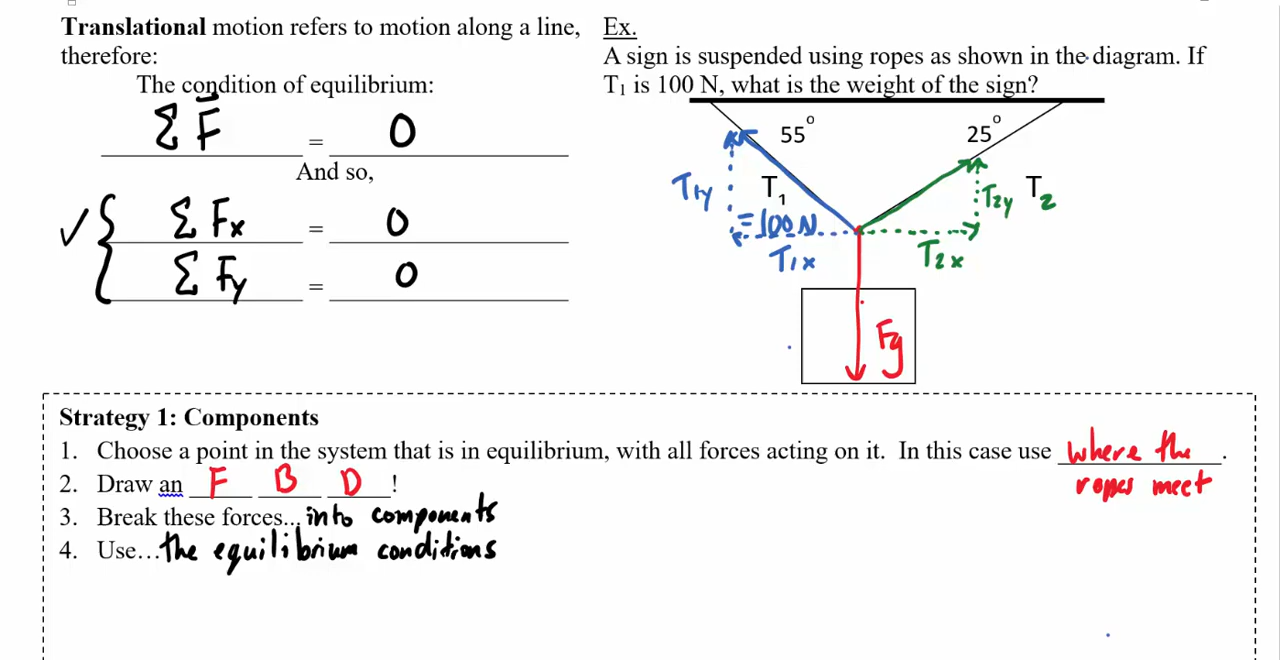 Translational motion refers to motion along a line,
therefore:
The condition of equilibrium:
Σ F⃗ = 0
And so,
✓ { Σ Fx = 0
Σ Fy = 0
Ex.
A sign is suspended using ropes as shown in the diagram. If
T₁ is 100 N, what is the weight of the sign?
55° 25°
T1y T₁ T2y T2
=100N
T1x T2x
Fg
Strategy 1: Components
1. Choose a point in the system that is in equilibrium, with all forces acting on it. In this case use where the
ropes meet.
2. Draw an F B D!
3. Break these forces... into components
4. Use…the equilibrium conditions